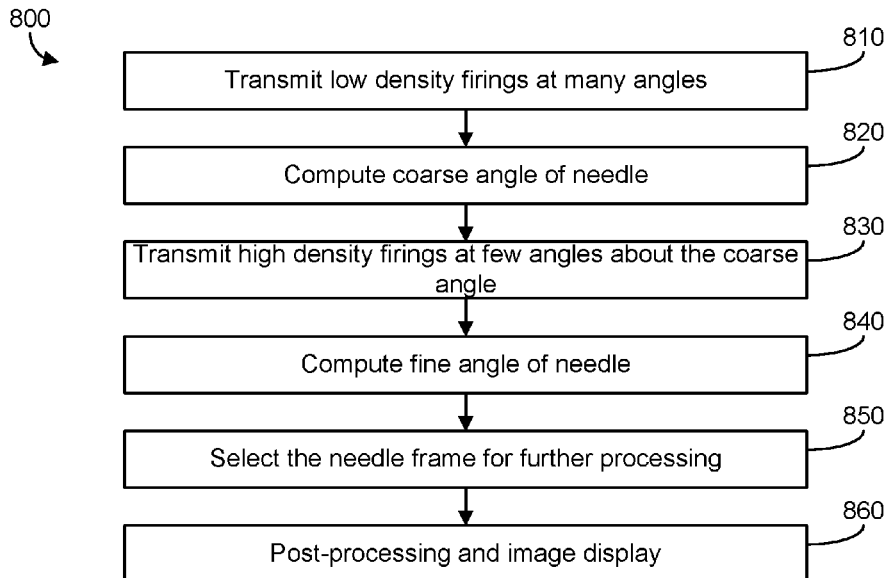 800
810
Transmit low density firings at many angles
820
Compute coarse angle of needle
830
Transmit high density firings at few angles about the coarse
angle
840
Compute fine angle of needle
850
Select the needle frame for further processing
860
Post-processing and image display